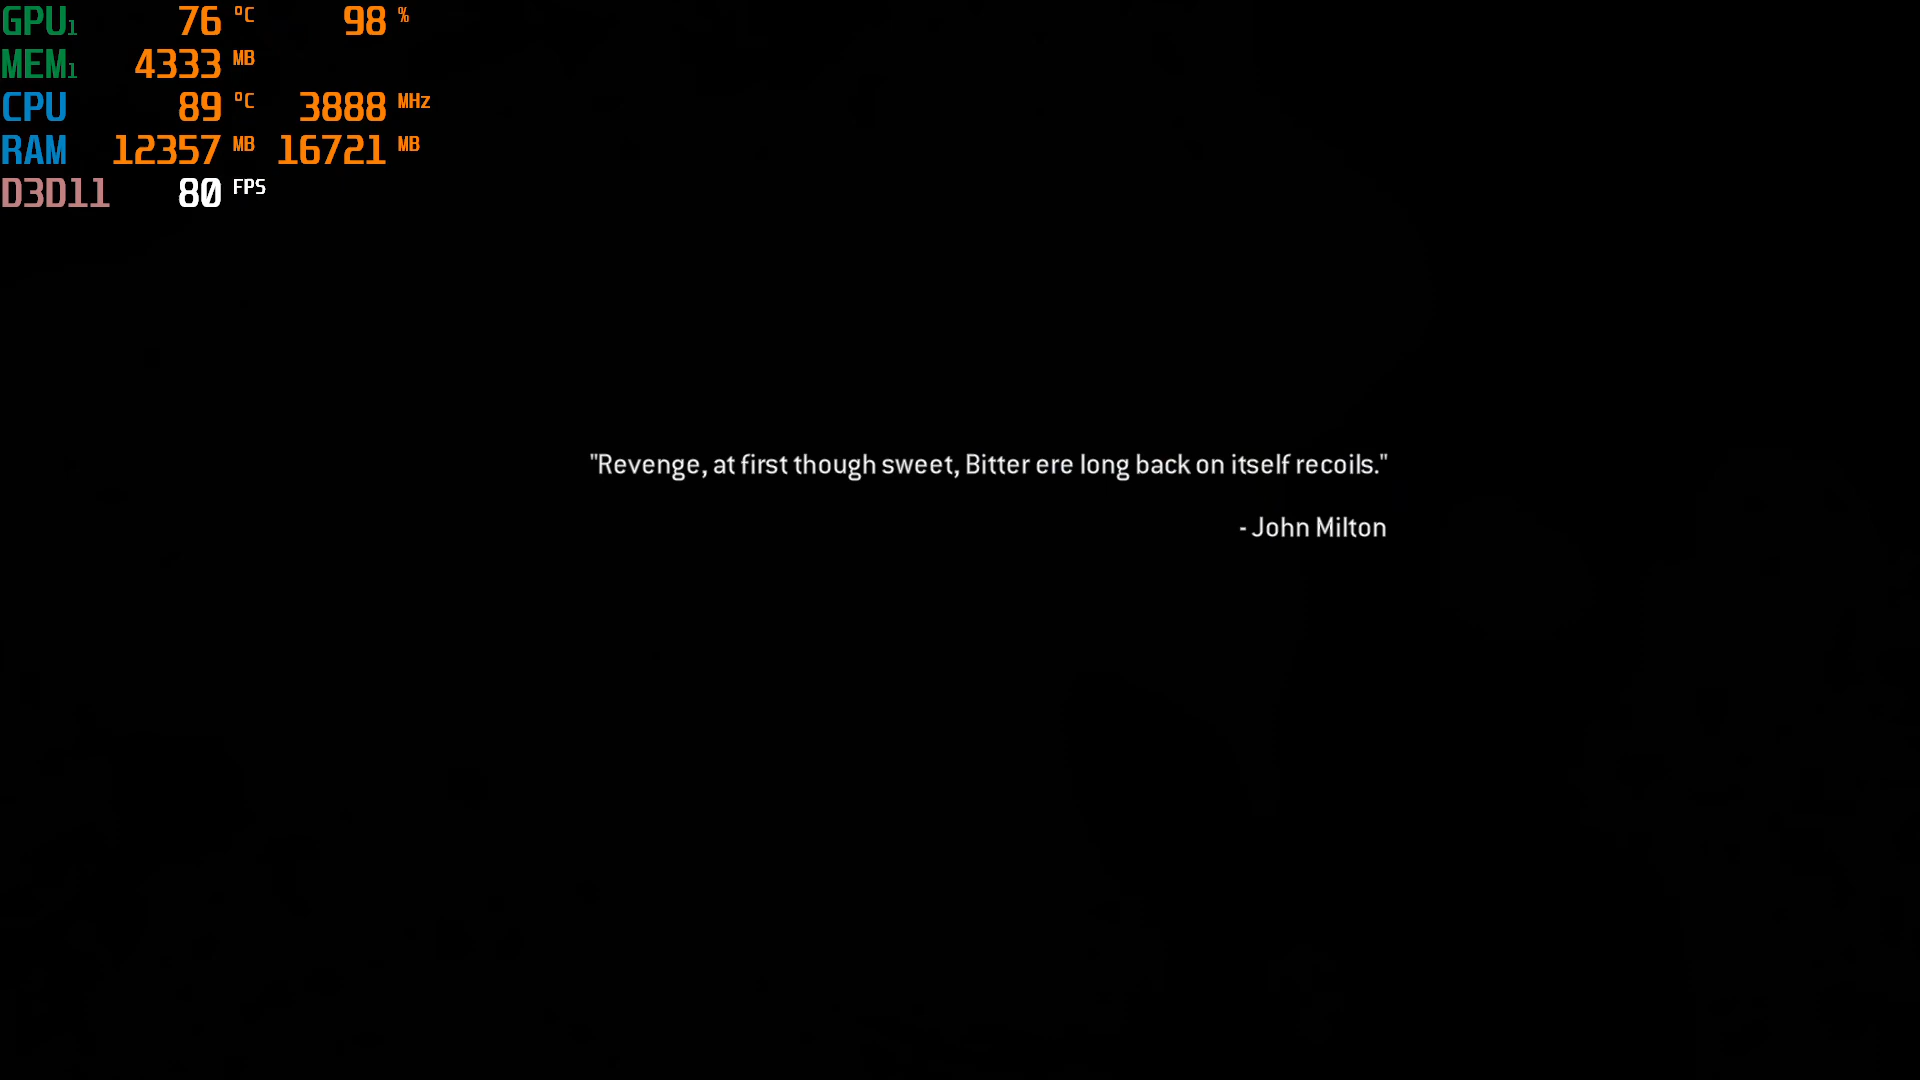 GPU1 76 °C 98 %
MEM1 4333 MB
CPU 89 °C 3888 MHz
RAM 12357 MB 16721 MB
D3D11 80 FPS
"Revenge, at first though sweet, Bitter ere long back on itself recoils."
- John Milton